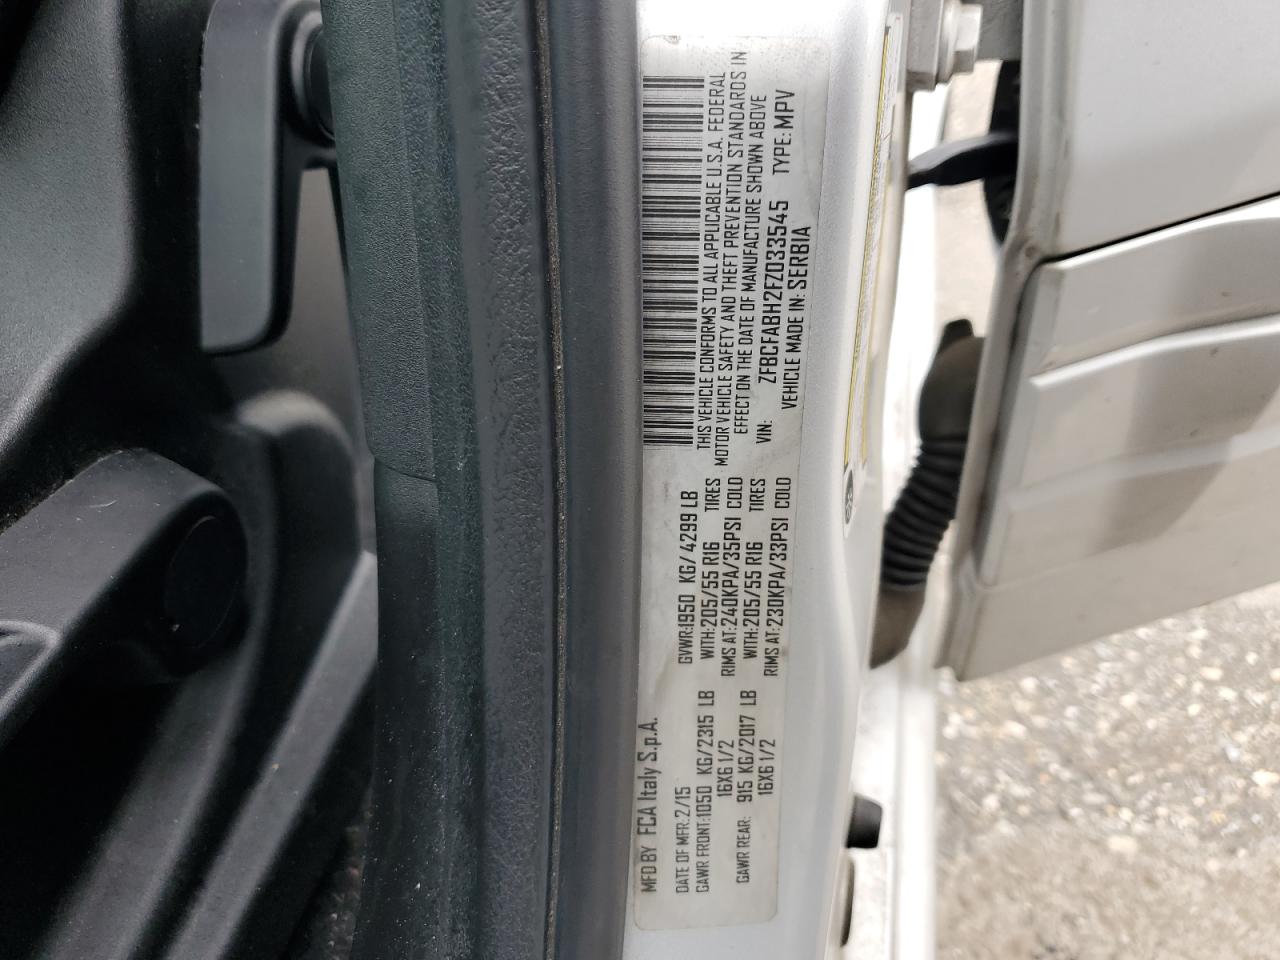 MFD BY FCA Italy S.p.A.
DATE OF MFR:2/15 GVWR:1950 KG/4299 LB
GAWR FRONT:1050 KG/2315 LB WITH:205/55 R16 TIRES
16X6 1/2 RIMS AT:240KPA/35PSI COLD
GAWR REAR: 915 KG/2017 LB WITH:205/55 R16 TIRES
16X6 1/2 RIMS AT:230KPA/33PSI COLD
THIS VEHICLE CONFORMS TO ALL APPLICABLE U.S.A. FEDERAL
MOTOR VEHICLE SAFETY AND THEFT PREVENTION STANDARDS IN
EFFECT ON THE DATE OF MANUFACTURE SHOWN ABOVE
VIN: ZFBCFABH2FZ033545 TYPE: MPV
VEHICLE MADE IN: SERBIA